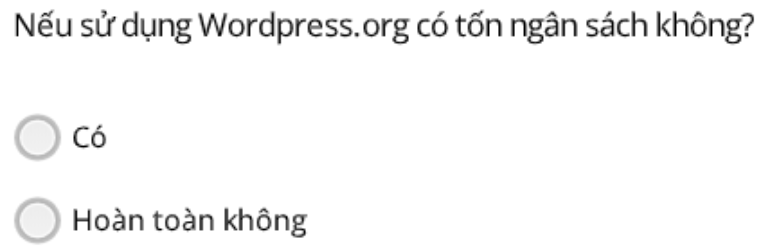 Nếu sử dụng Wordpress.org có tốn ngân sách không?
Có
Hoàn toàn không